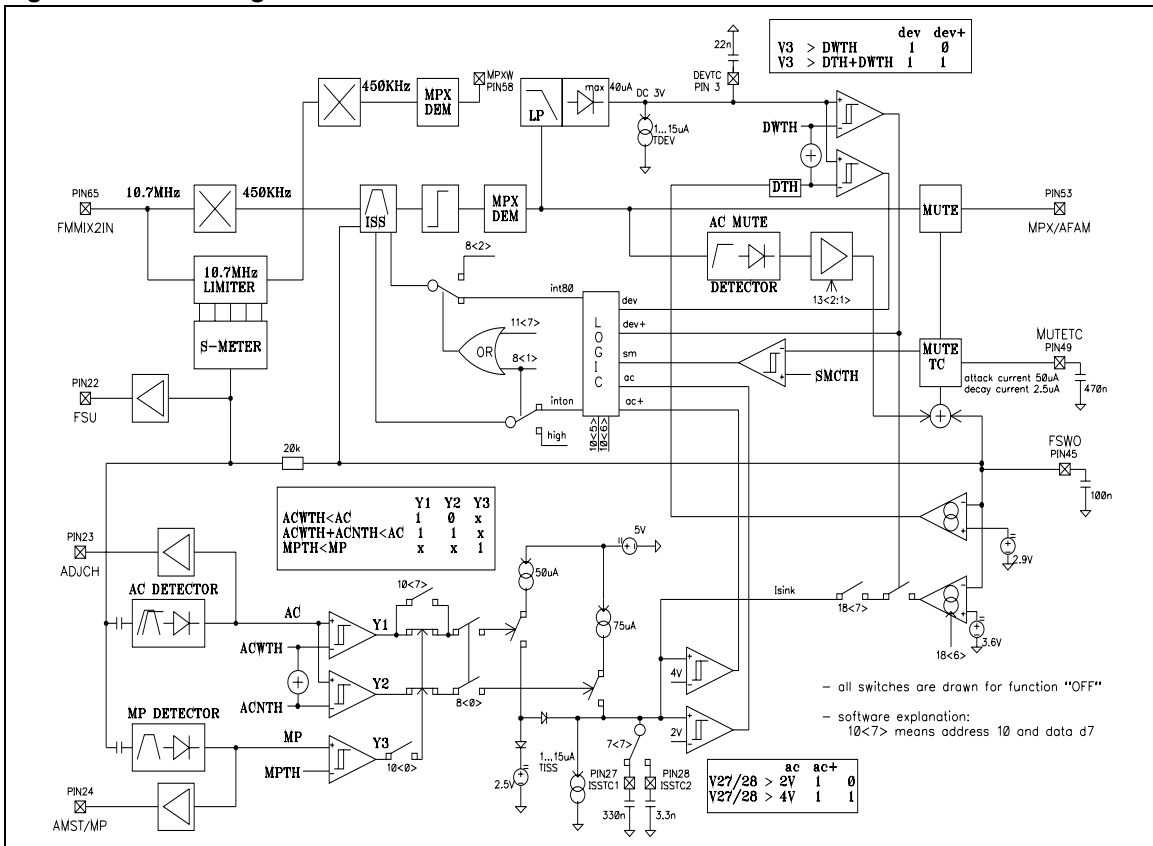 dev dev+
V3 > DWTH 1 0
V3 > DTH+DWTH 1 1
22n
DEVTC
PIN 3
MPXW
PIN58
450KHz
MPX
DEM
LP
max 40uA
DC 3V
1...15uA
TDEV
DWTH
DTH
PIN65
FMMIX2IN
10.7MHz
450KHz
ISS
MPX
DEM
MUTE
PIN53
MPX/AFAM
AC MUTE
DETECTOR
13<2:1>
10.7MHz
LIMITER
S-METER
8<2>
int80
11<7>
OR
8<1>
inton
high
LOGIC
dev
dev+
sm
ac
ac+
10<5>
10<6>
SMCTH
MUTE
TC
MUTETC
PIN49
attack current 50uA
decay current 2.5uA
470n
PIN22
FSU
20k
FSWO
PIN45
100n
Y1 Y2 Y3
ACWTH<AC 1 0 x
ACWTH+ACNTH<AC 1 1 x
MPTH<MP x x 1
PIN23
ADJCH
AC DETECTOR
AC
ACWTH
ACNTH
Y1
Y2
10<7>
8<0>
50uA
75uA
5V
2.9V
Isink
18<7>
3.6V
18<6>
MP DETECTOR
MP
MPTH
Y3
10<0>
PIN24
AMST/MP
2.5V
1...15uA
TISS
4V
2V
7<7>
PIN27
ISSTC1
PIN28
ISSTC2
330n
3.3n
- all switches are drawn for function "OFF"
- software explanation:
10<7> means address 10 and data d7
ac ac+
V27/28 > 2V 1 0
V27/28 > 4V 1 1